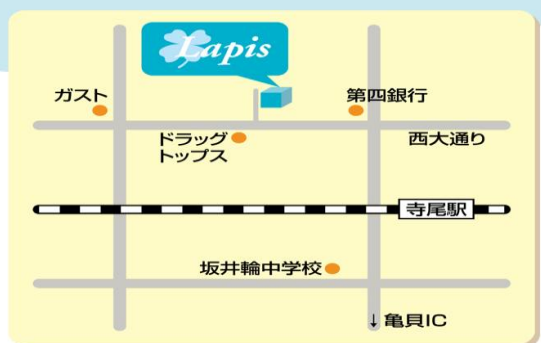 Lapis
ガスト
第四銀行
ドラッグ
トップス
西大通り
寺尾駅
坂井輪中学校
↓亀貝IC